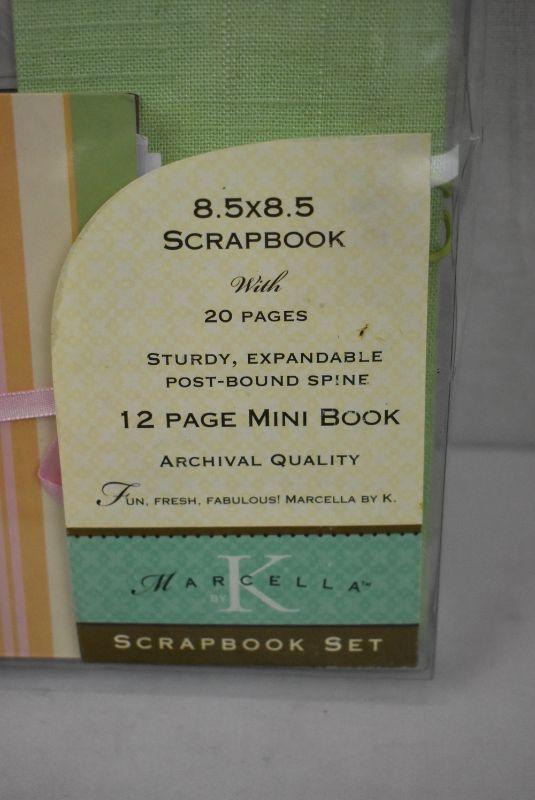 8.5x8.5
SCRAPBOOK
With
20 PAGES
STURDY, EXPANDABLE
POST-BOUND SPINE
12 PAGE MINI BOOK
ARCHIVAL QUALITY
FUN, FRESH, FABULOUS! MARCELLA BY K.
MARCELLA™
BY K
SCRAPBOOK SET